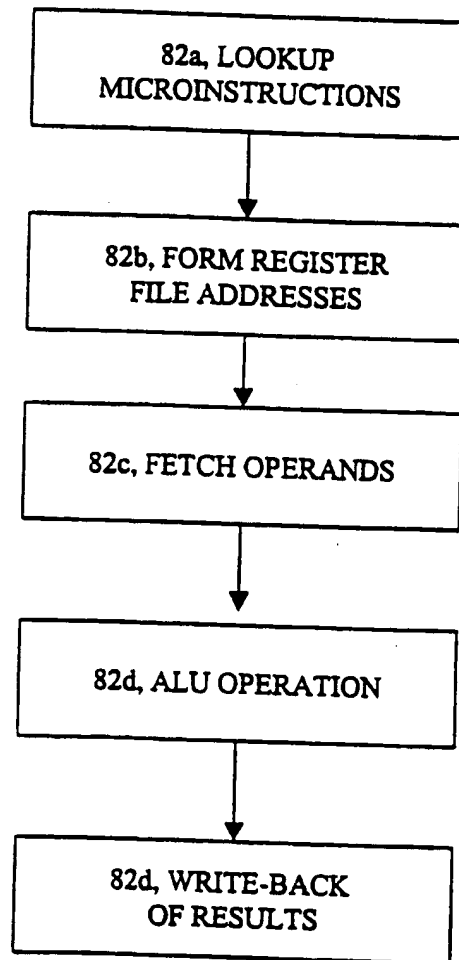 82a, LOOKUP
MICROINSTRUCTIONS
82b, FORM REGISTER
FILE ADDRESSES
82c, FETCH OPERANDS
82d, ALU OPERATION
82d, WRITE-BACK
OF RESULTS